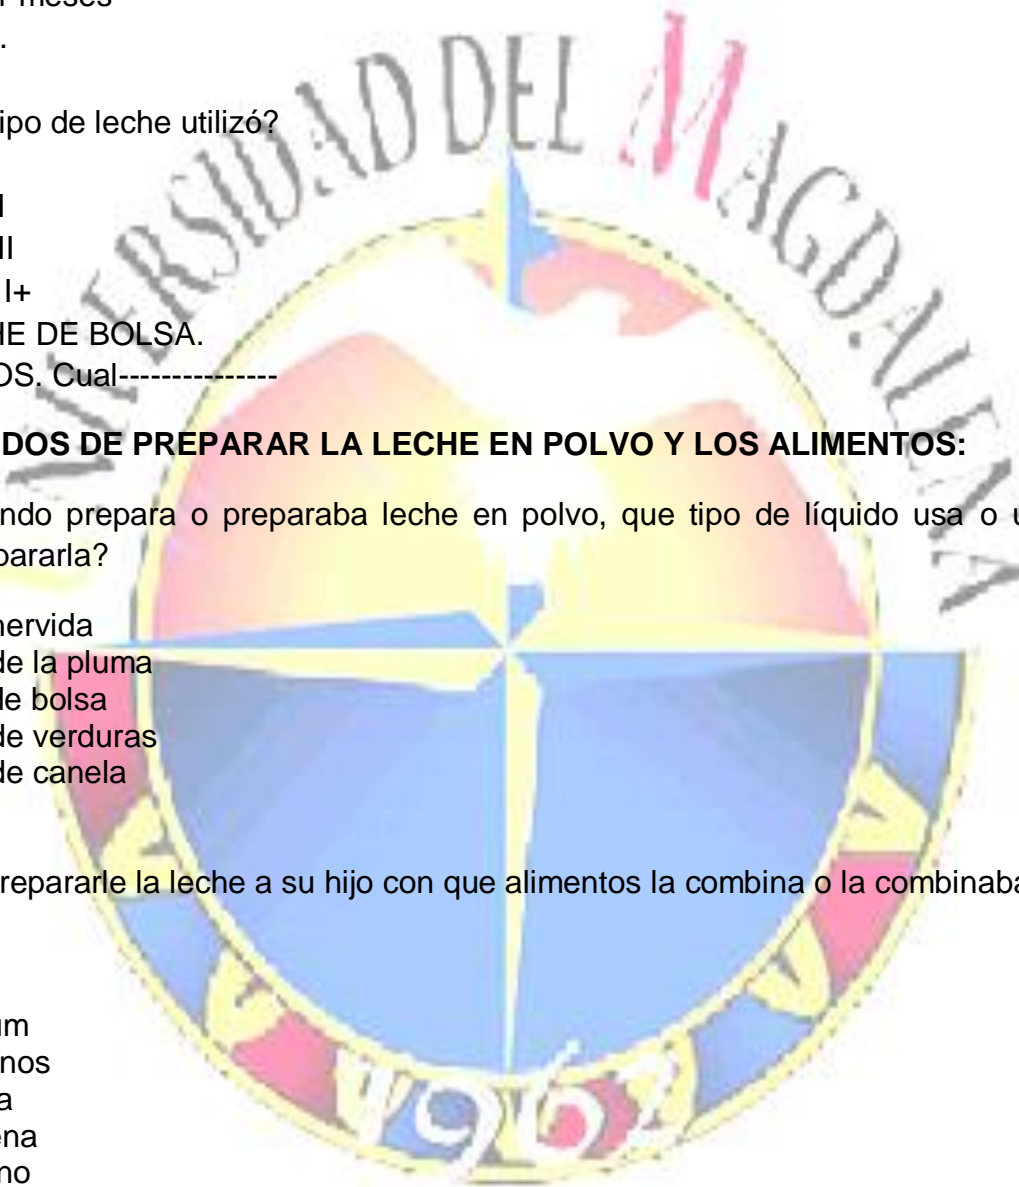 meses
.
ipo de leche utilizó?
I
II
I+
HE DE BOLSA.
OS. Cual---------------
DOS DE PREPARAR LA LECHE EN POLVO Y LOS ALIMENTOS:
ndo prepara o preparaba leche en polvo, que tipo de líquido usa o u
pararla?
hervida
de la pluma
de bolsa
de verduras
de canela
repararle la leche a su hijo con que alimentos la combina o la combinaba
um
nos
a
ena
no
UNIVERSIDAD DEL MAGDALENA
1962